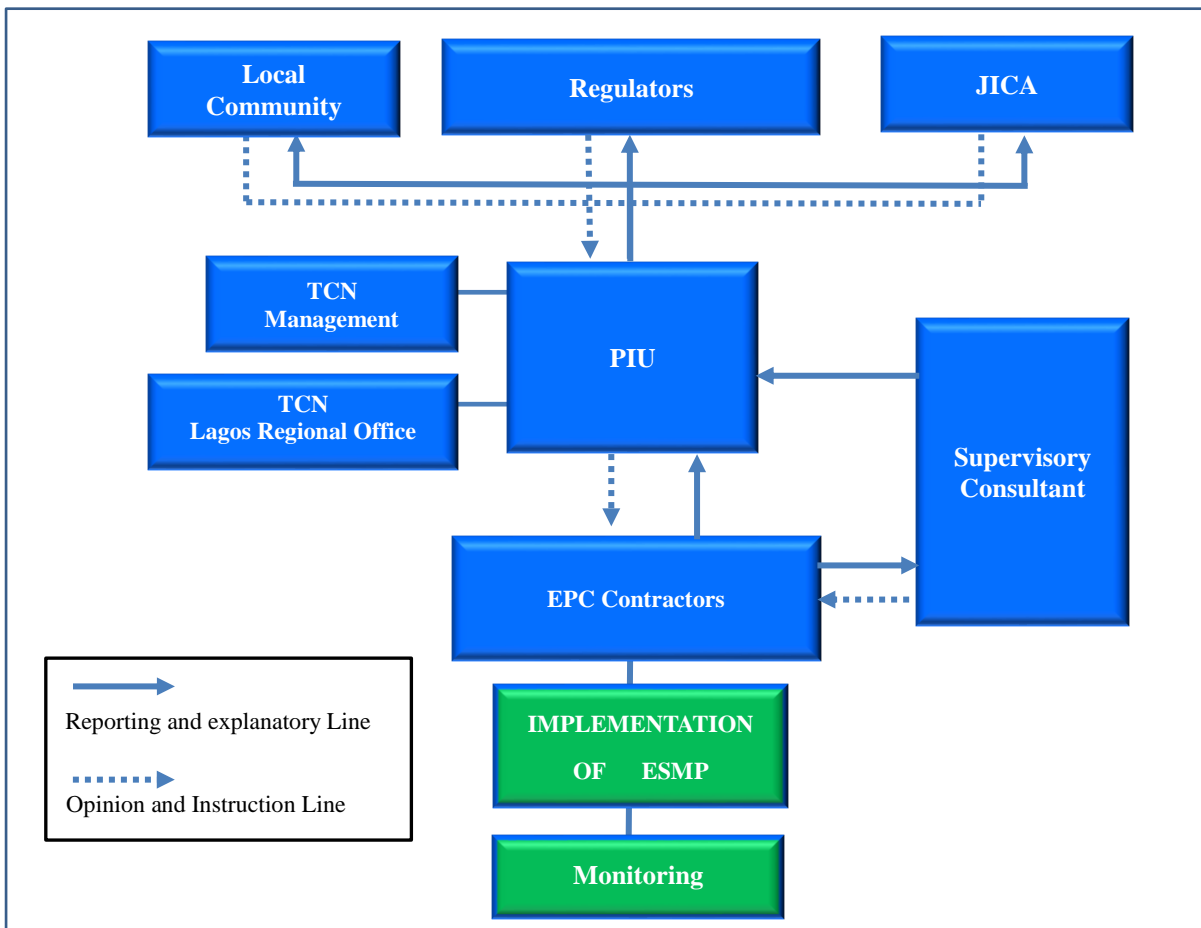 Local
Community
Regulators
JICA
TCN
Management
PIU
TCN
Lagos Regional Office
Supervisory
Consultant
EPC Contractors
Reporting and explanatory Line
Opinion and Instruction Line
IMPLEMENTATION
OF ESMP
Monitoring